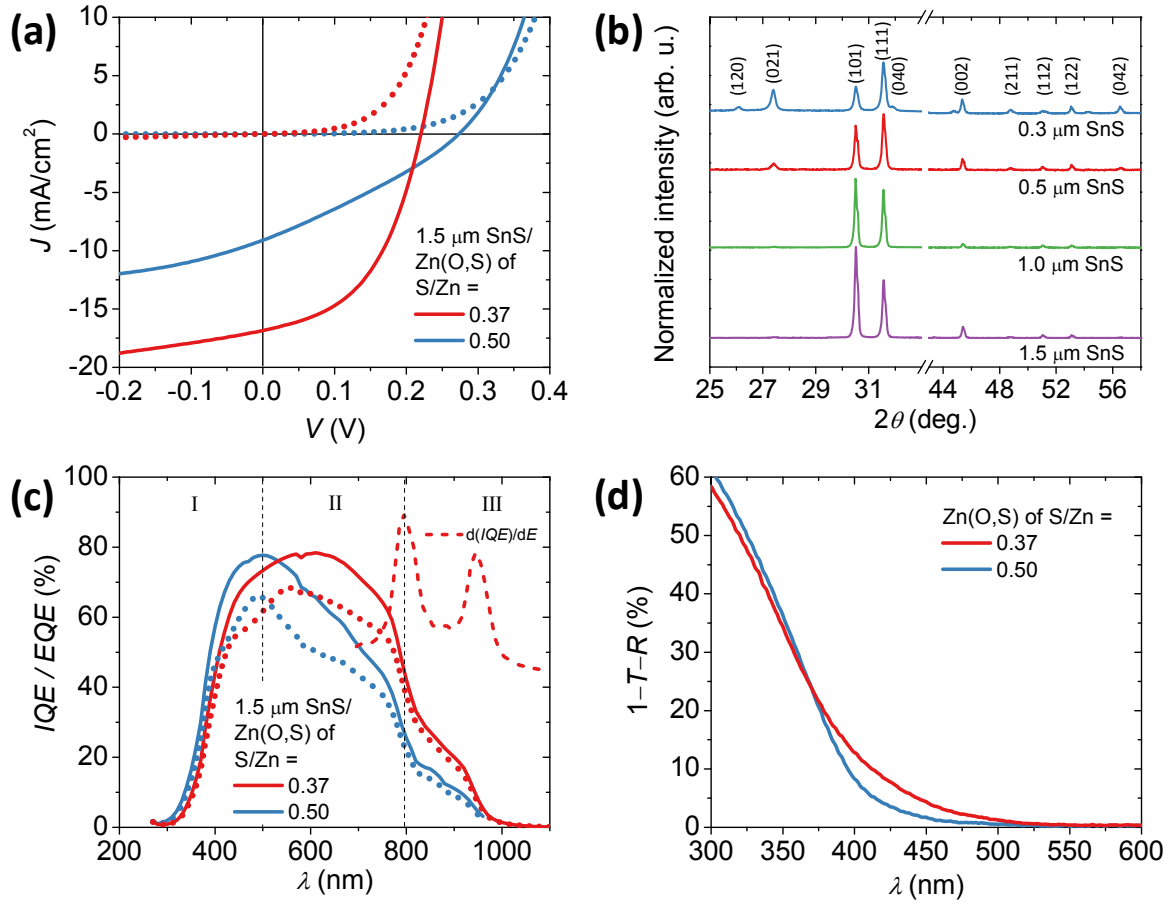 (a)
10
5
0
-5
-10
-15
-20
J (mA/cm²)
-0.2
-0.1
0.0
0.1
0.2
0.3
0.4
V (V)
1.5 μm SnS/
Zn(O,S) of
S/Zn =
0.37
0.50
(b)
Normalized intensity (arb. u.)
(120)
(021)
(101)
(111)
(040)
(002)
(211)
(112)
(122)
(042)
0.3 μm SnS
0.5 μm SnS
1.0 μm SnS
1.5 μm SnS
25
27
29
31
44
48
52
56
2θ (deg.)
(c)
100
80
60
40
20
0
IQE / EQE (%)
I
II
III
d(IQE)/dE
1.5 μm SnS/
Zn(O,S) of
S/Zn =
0.37
0.50
200
400
600
800
1000
λ (nm)
(d)
60
50
40
30
20
10
0
1–T–R (%)
Zn(O,S) of S/Zn =
0.37
0.50
300
350
400
450
500
550
600
λ (nm)